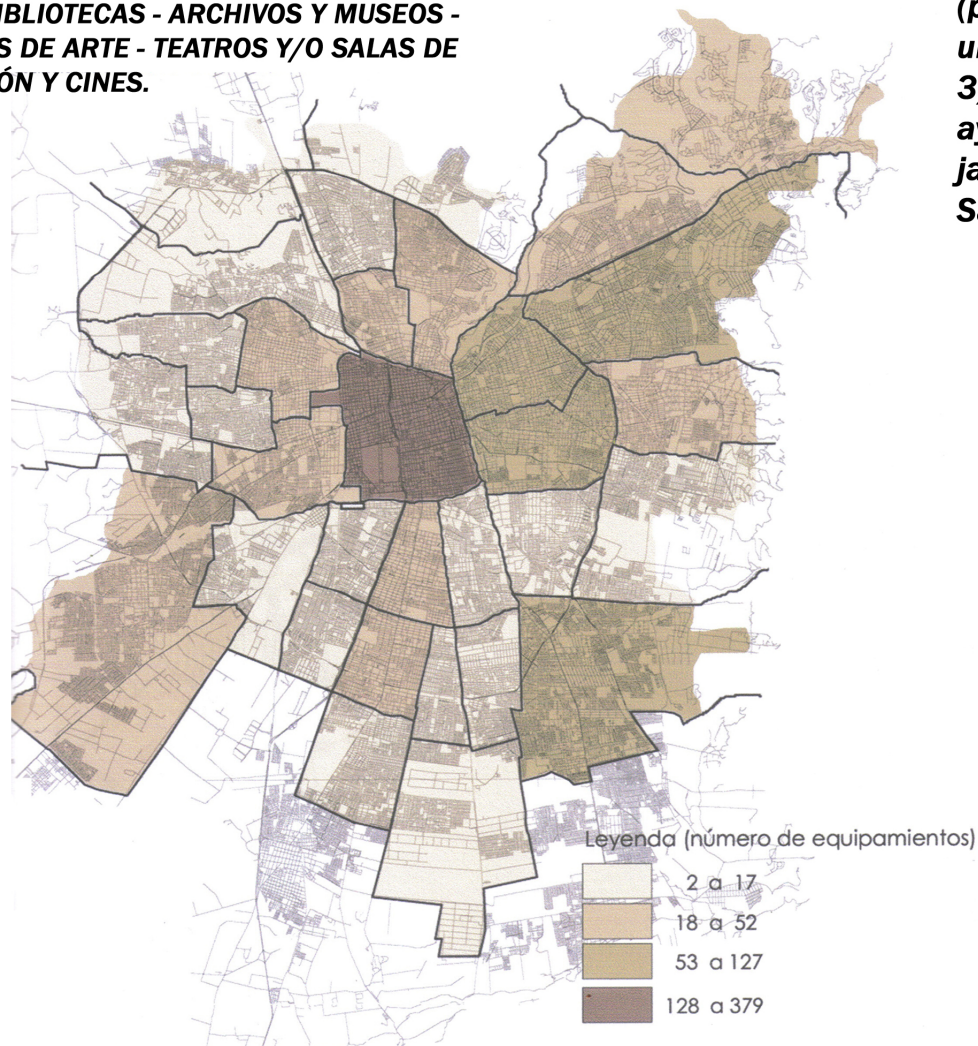 BIBLIOTECAS - ARCHIVOS Y MUSEOS -
S DE ARTE - TEATROS Y/O SALAS DE
ÓN Y CINES.
Leyenda (número de equipamientos)
2 a 17
18 a 52
53 a 127
128 a 379